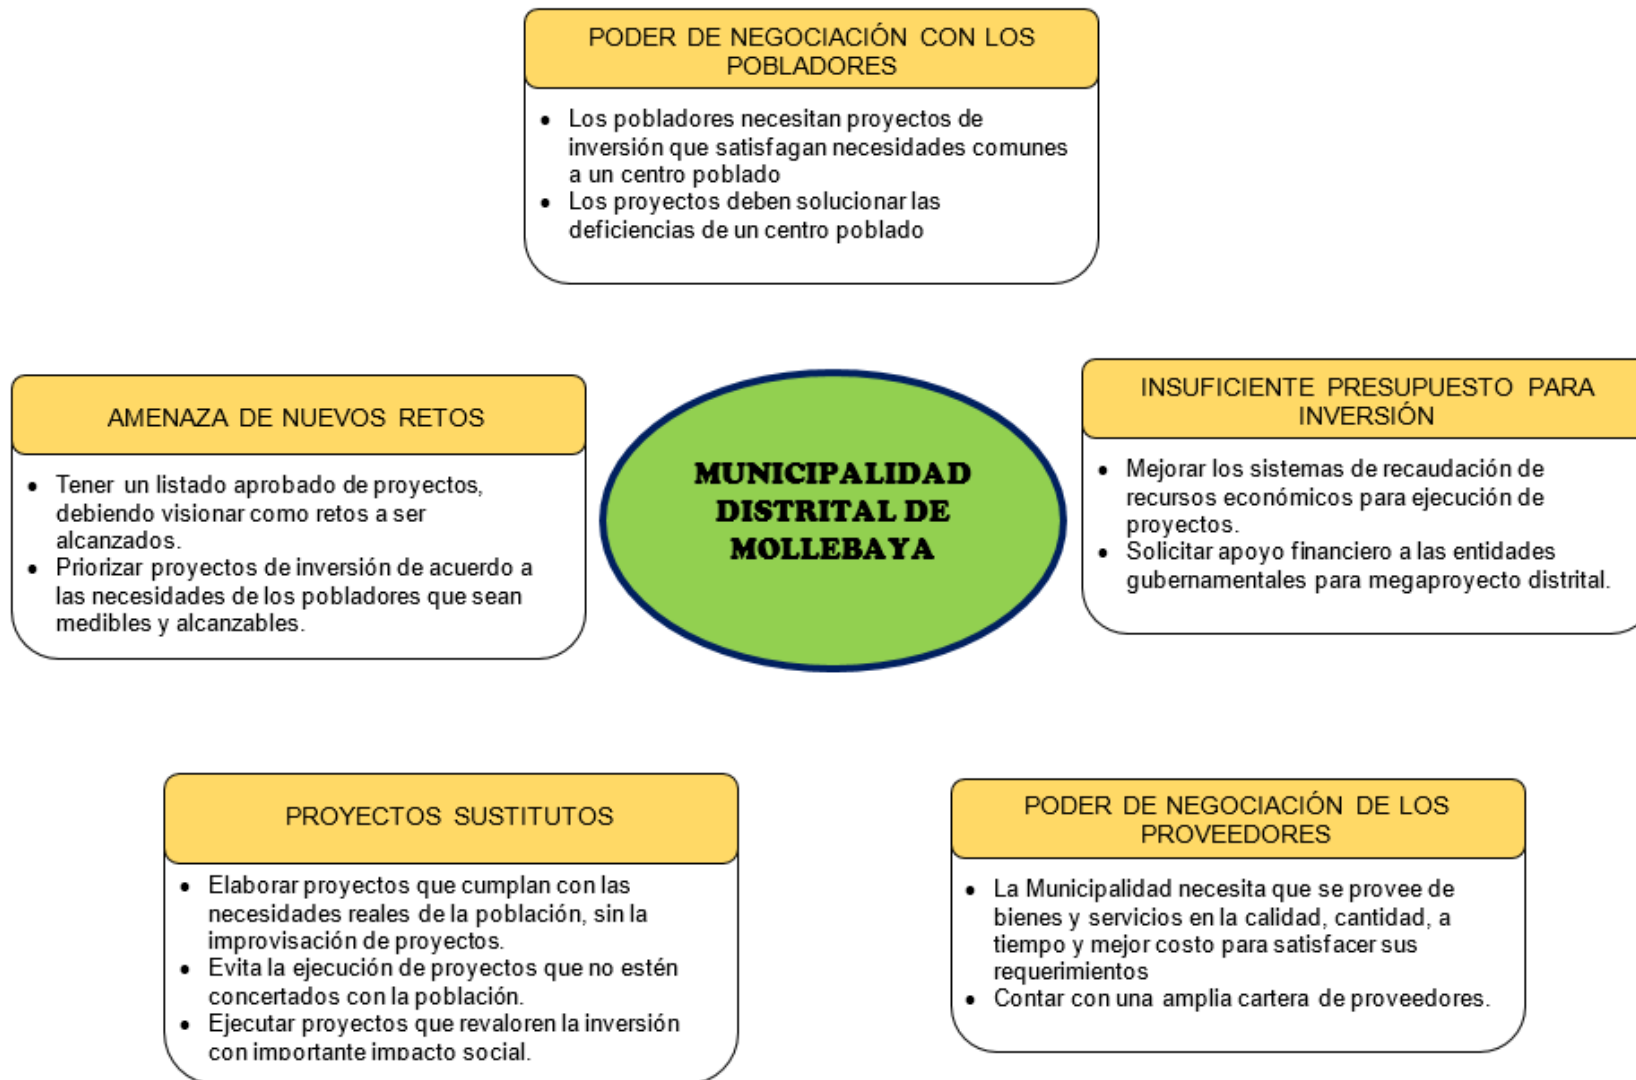 PODER DE NEGOCIACIÓN CON LOS
POBLADORES
• Los pobladores necesitan proyectos de
inversión que satisfagan necesidades comunes
a un centro poblado
• Los proyectos deben solucionar las
deficiencias de un centro poblado
AMENAZA DE NUEVOS RETOS
• Tener un listado aprobado de proyectos,
debiendo visionar como retos a ser
alcanzados.
• Priorizar proyectos de inversión de acuerdo a
las necesidades de los pobladores que sean
medibles y alcanzables.
MUNICIPALIDAD
DISTRITAL DE
MOLLEBAYA
INSUFICIENTE PRESUPUESTO PARA
INVERSIÓN
• Mejorar los sistemas de recaudación de
recursos económicos para ejecución de
proyectos.
• Solicitar apoyo financiero a las entidades
gubernamentales para megaproyecto distrital.
PROYECTOS SUSTITUTOS
• Elaborar proyectos que cumplan con las
necesidades reales de la población, sin la
improvisación de proyectos.
• Evita la ejecución de proyectos que no estén
concertados con la población.
• Ejecutar proyectos que revaloren la inversión
con importante impacto social.
PODER DE NEGOCIACIÓN DE LOS
PROVEEDORES
• La Municipalidad necesita que se provee de
bienes y servicios en la calidad, cantidad, a
tiempo y mejor costo para satisfacer sus
requerimientos
• Contar con una amplia cartera de proveedores.